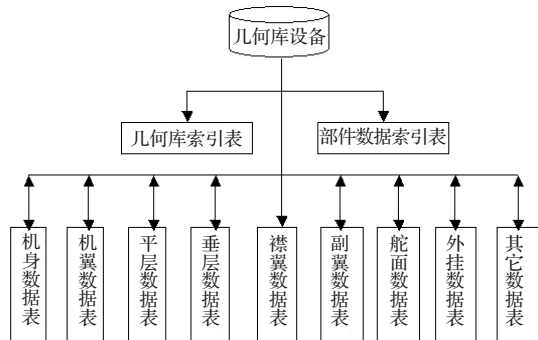 几何库设备
几何库索引表
部件数据索引表
机身数据表
机翼数据表
平层数据表
垂层数据表
襟翼数据表
副翼数据表
舵面数据表
外挂数据表
其它数据表